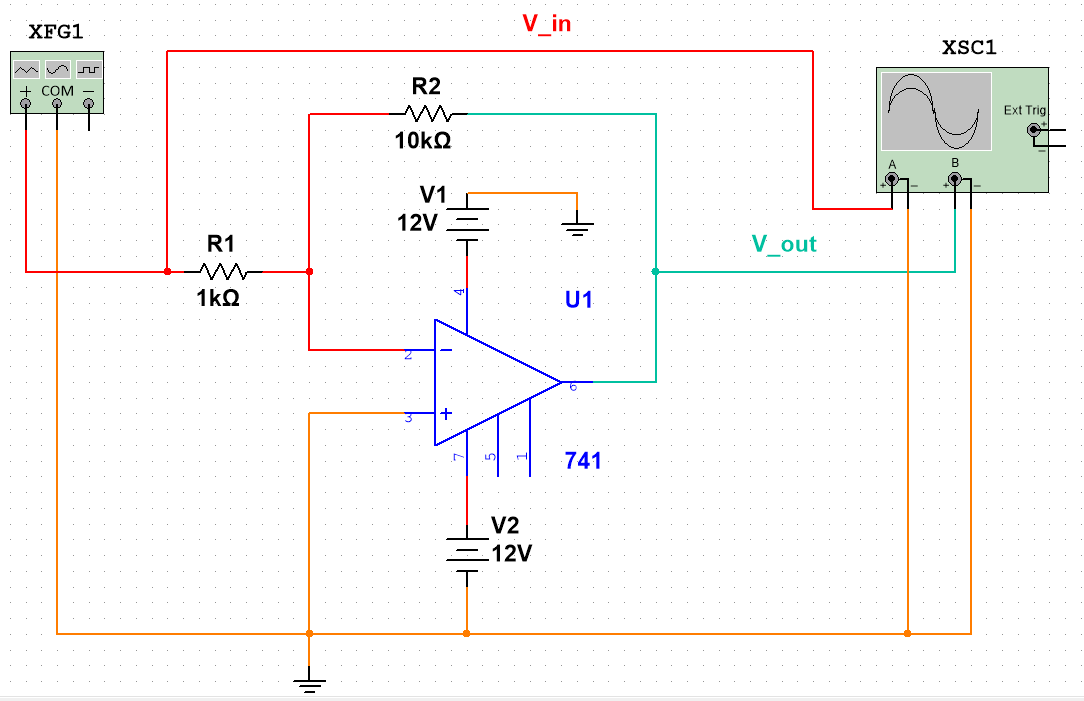 V_in
XFG1
XSC1
+ COM −
R2
10kΩ
Ext Trig
+
−
A
B
+ −
+ −
V1
12V
V_out
R1
1kΩ
4
U1
2
−
6
3
+
7
5
1
741
V2
12V